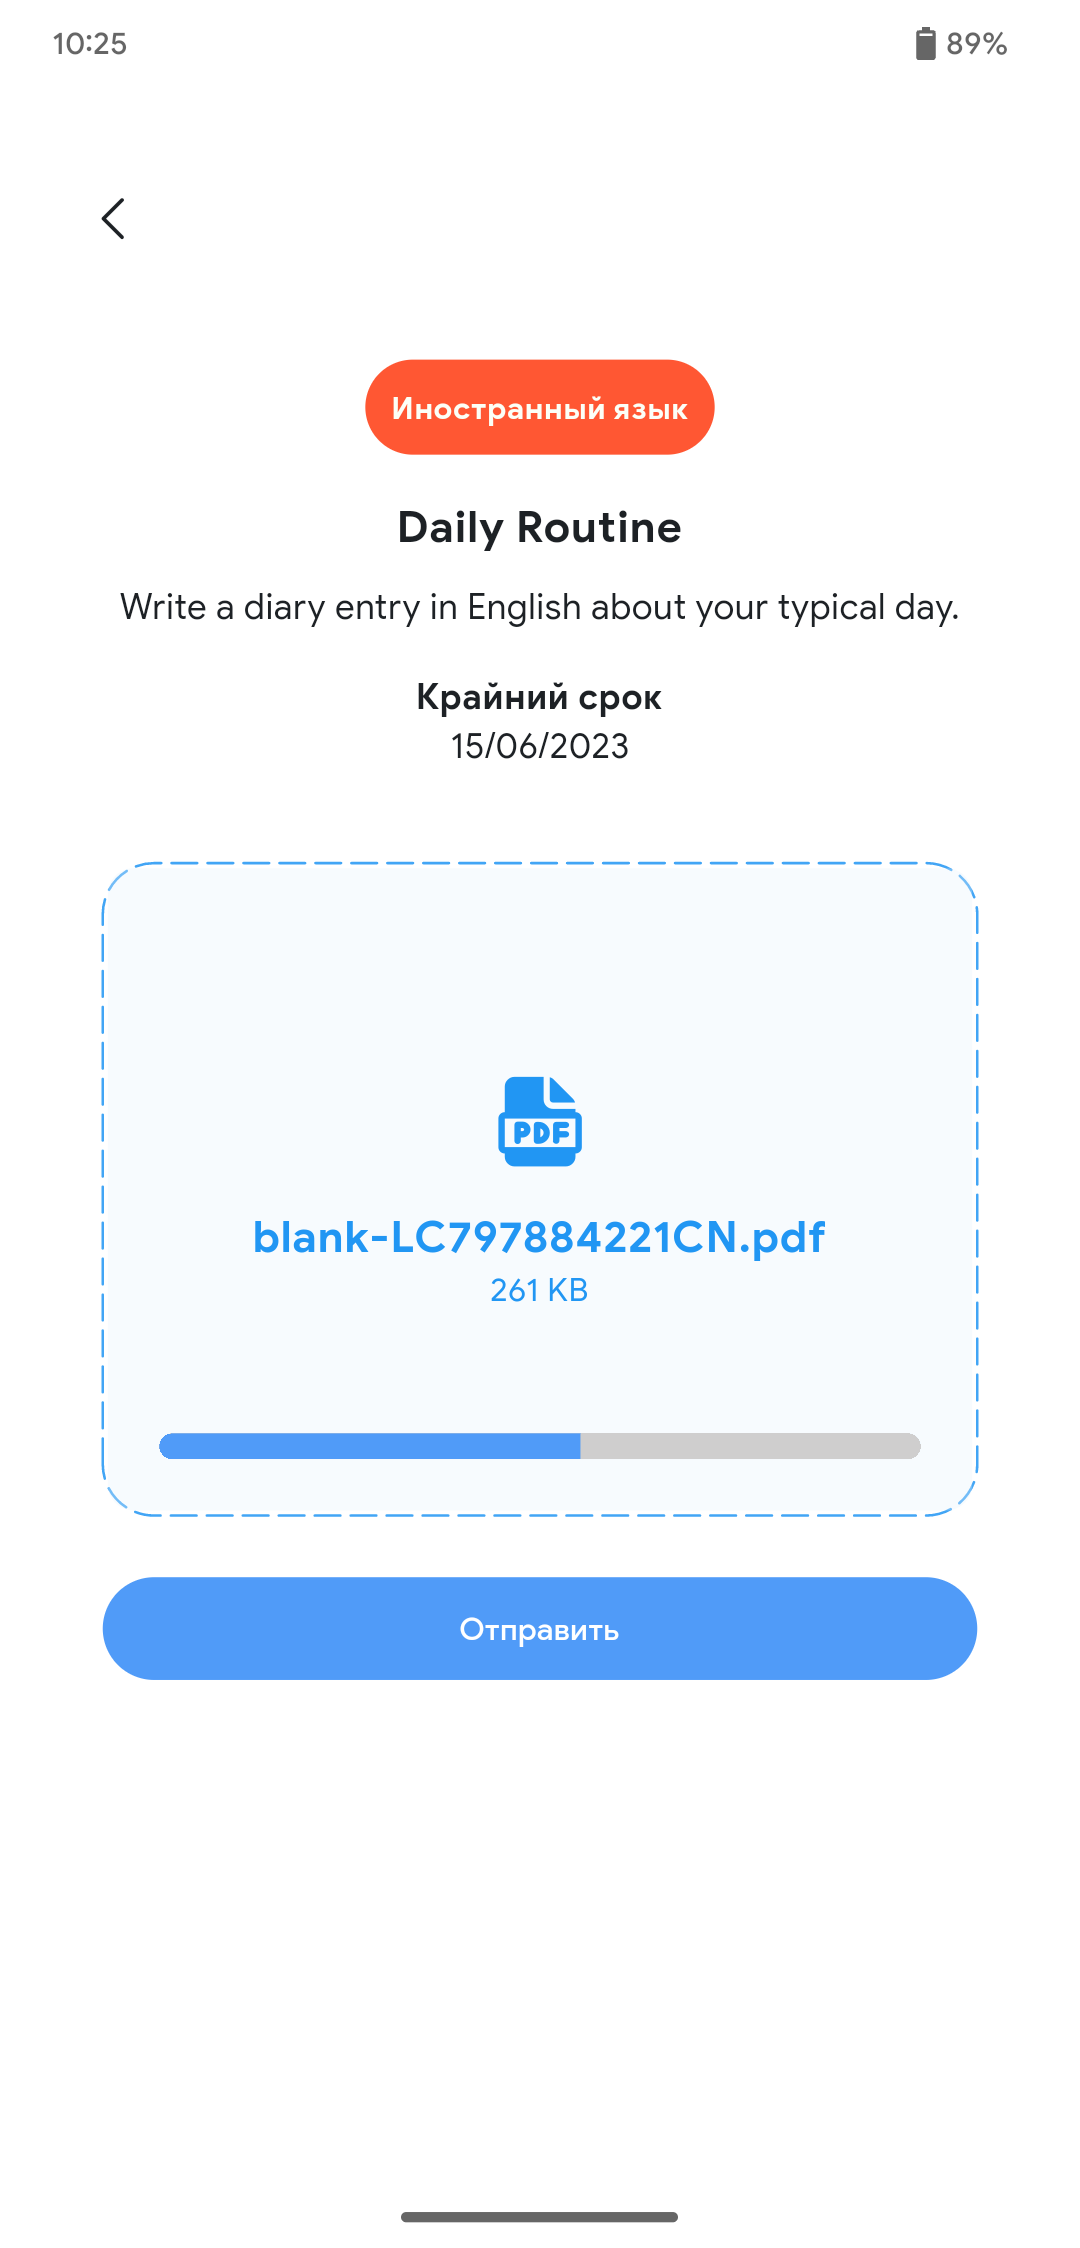 10:25
89%
Иностранный язык
Daily Routine
Write a diary entry in English about your typical day.
Крайний срок
15/06/2023
PDF
blank-LC797884221CN.pdf
261 KB
Отправить